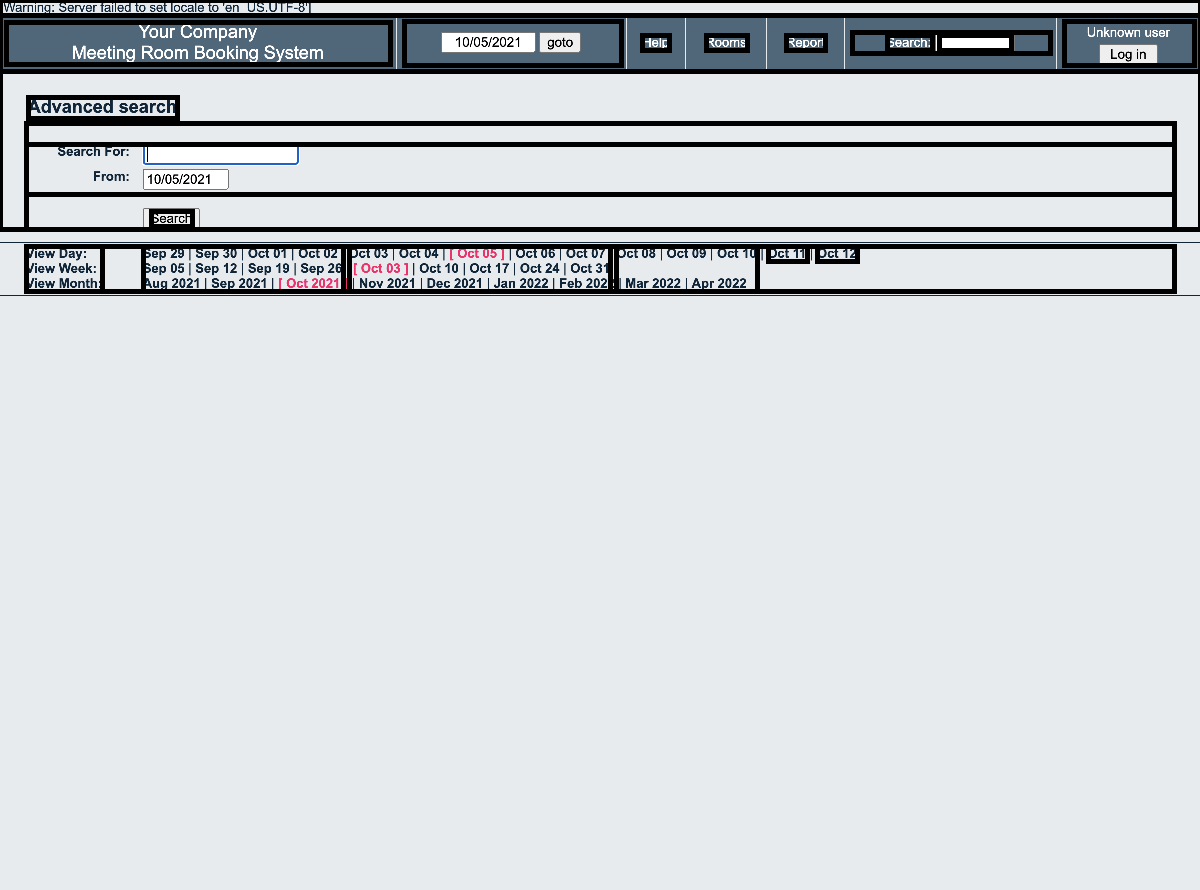 Warning: Server failed to set locale to 'en_US.UTF-8']
Your Company
Meeting Room Booking System
10/05/2021 goto
Help
Rooms
Report
Search:
Unknown user
Log in
Advanced search
Search For:
From: 10/05/2021
Search
View Day: Sep 29 | Sep 30 | Oct 01 | Oct 02 | Oct 03 | Oct 04 | [ Oct 05 ] | Oct 06 | Oct 07 | Oct 08 | Oct 09 | Oct 10 | Oct 11 | Oct 12
View Week: Sep 05 | Sep 12 | Sep 19 | Sep 26 | [ Oct 03 ] | Oct 10 | Oct 17 | Oct 24 | Oct 31
View Month: Aug 2021 | Sep 2021 | [ Oct 2021 ] | Nov 2021 | Dec 2021 | Jan 2022 | Feb 2022 | Mar 2022 | Apr 2022